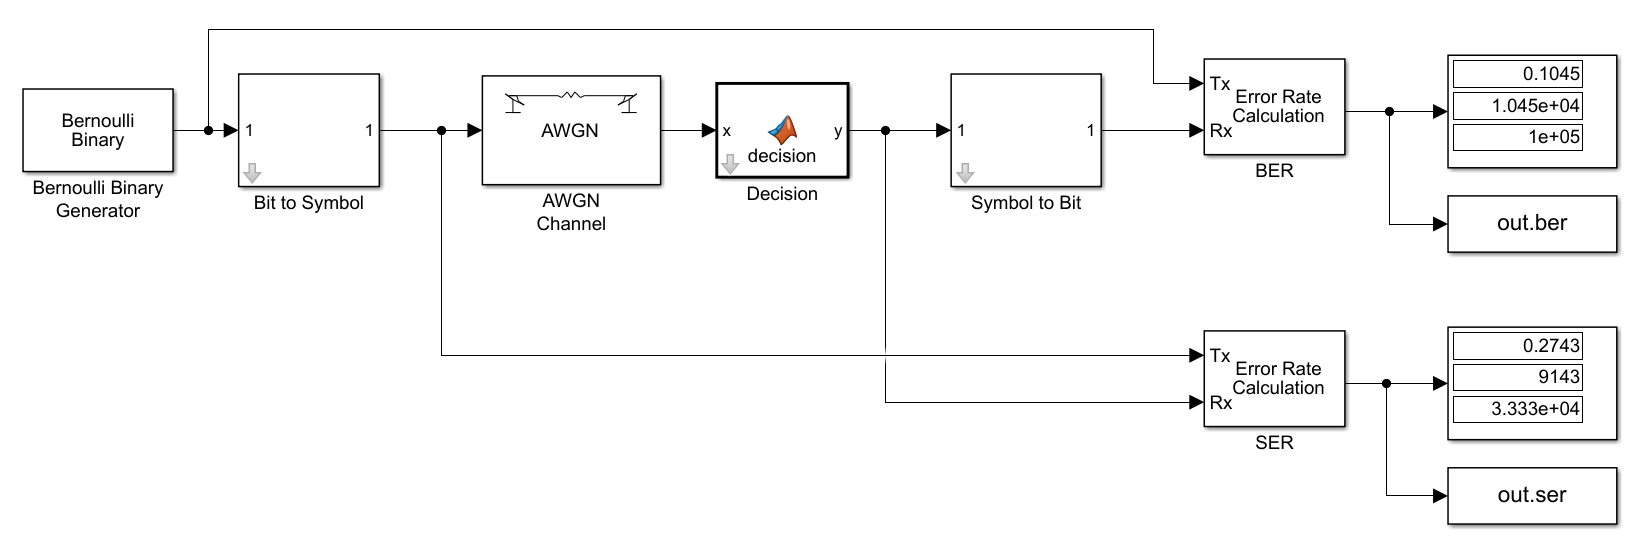 Bernoulli
Binary
Bernoulli Binary
Generator
1
1
Bit to Symbol
AWGN
AWGN
Channel
x
y
decision
Decision
1
1
Symbol to Bit
Tx
Rx
Error Rate
Calculation
BER
0.1045
1.045e+04
1e+05
out.ber
Tx
Rx
Error Rate
Calculation
SER
0.2743
9143
3.333e+04
out.ser